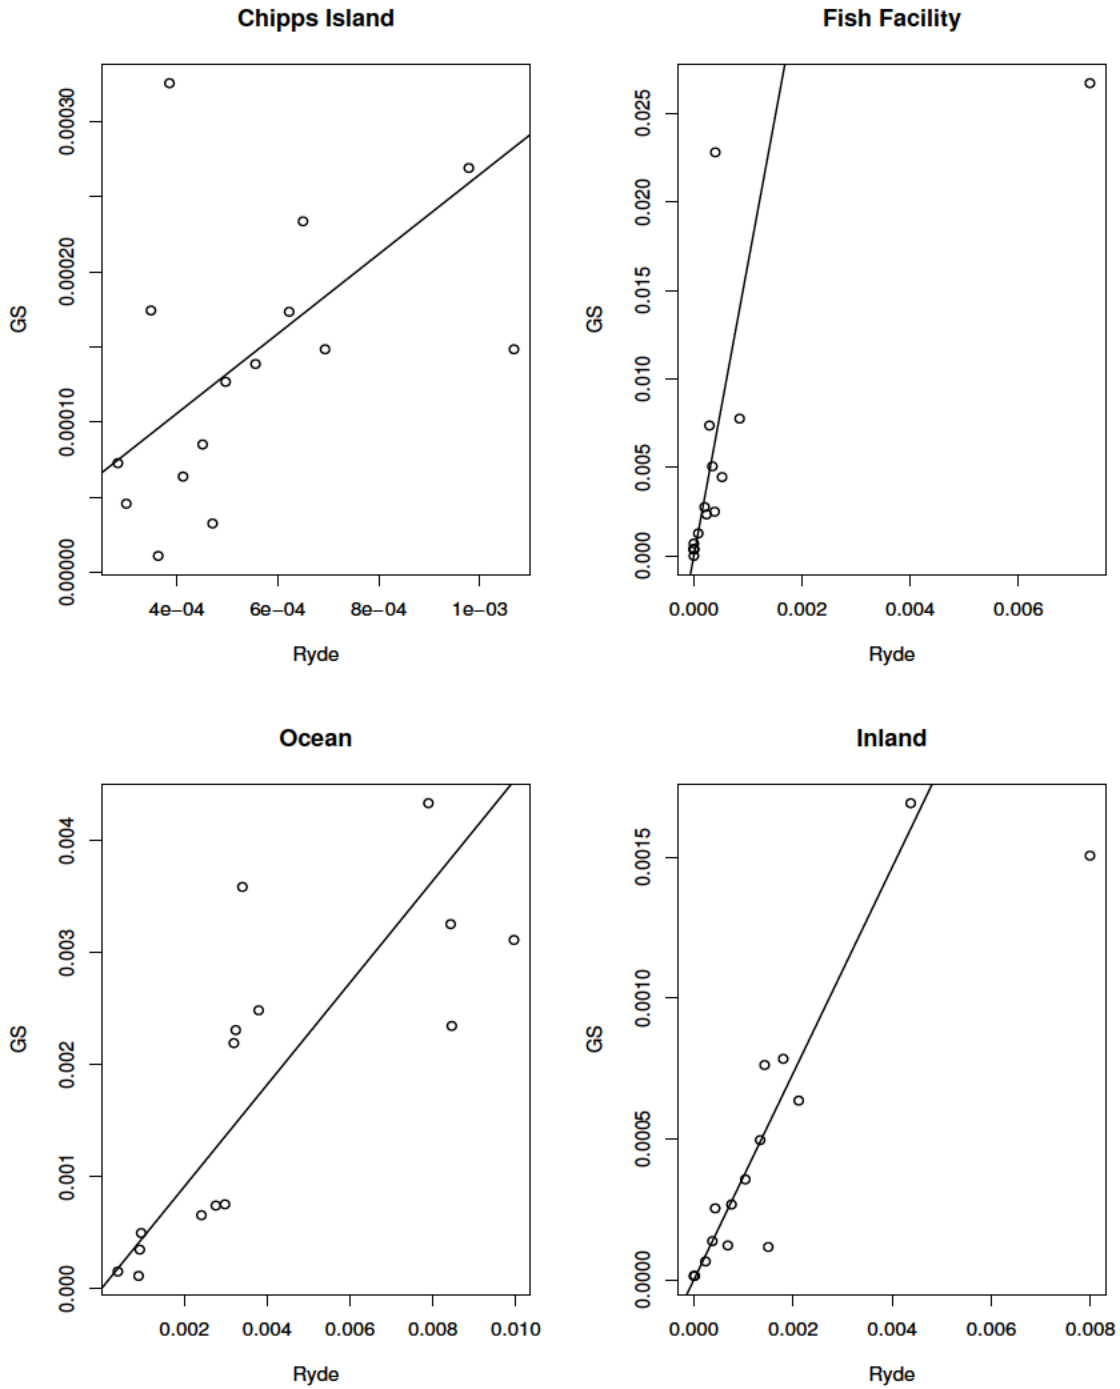 Chipps Island
GS
0.00030
0.00020
0.00010
0.00000
4e−04 6e−04 8e−04 1e−03
Ryde
Fish Facility
GS
0.025
0.020
0.015
0.010
0.005
0.000
0.000 0.002 0.004 0.006
Ryde
Ocean
GS
0.004
0.003
0.002
0.001
0.000
0.002 0.004 0.006 0.008 0.010
Ryde
Inland
GS
0.0015
0.0010
0.0005
0.0000
0.000 0.002 0.004 0.006 0.008
Ryde